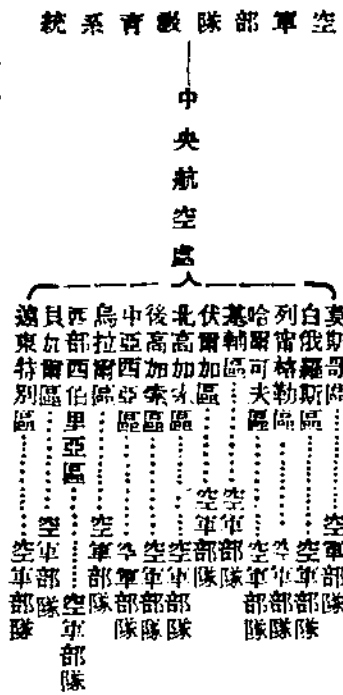 空軍部隊教育系統
中央航空處
莫斯哥區……空軍部隊
白俄羅斯區……空軍部隊
列甯格勒區……空軍部隊
哈爾可夫區……空軍部隊
基輔區……空軍部隊
伏爾加區……空軍部隊
北高加索區……空軍部隊
後高加索區……空軍部隊
中亞西亞區……空軍部隊
烏拉爾區……空軍部隊
西部西伯里亞區……空軍部隊
貝加爾區……空軍部隊
遠東特別區……空軍部隊